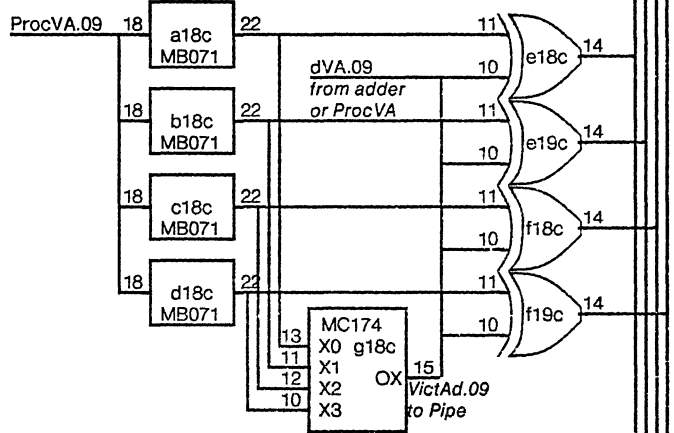 ProcVA.09 18 a18c 22 11 14
MB071 e18c
dVA.09 10
from adder
or ProcVA
18 b18c 22 11 14
MB071 e19c
10
18 c18c 22 11 14
MB071 f18c
10
18 d18c 22 11 14
MB071 f19c
MC174 10
13 X0 g18c
11 X1 15
12 X2 OX VictAd.09
10 X3 to Pipe